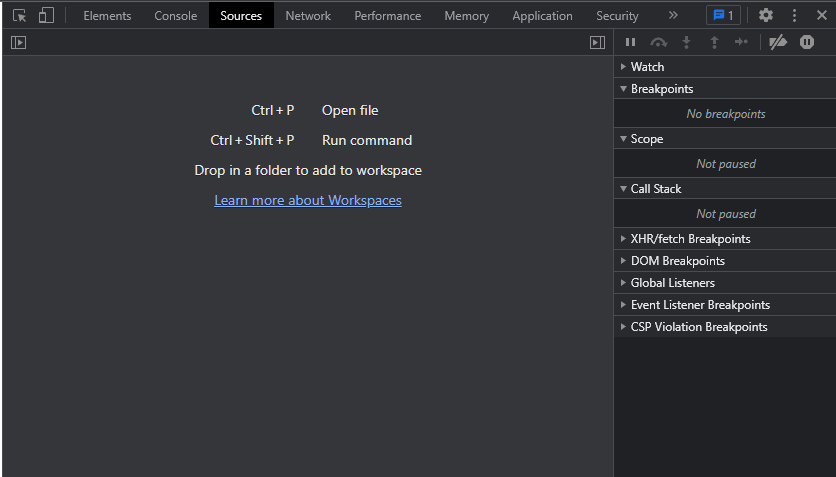 Elements Console Sources Network Performance Memory Application Security » 1
Ctrl + P Open file
Ctrl + Shift + P Run command
Drop in a folder to add to workspace
Learn more about Workspaces
Watch
Breakpoints
No breakpoints
Scope
Not paused
Call Stack
Not paused
XHR/fetch Breakpoints
DOM Breakpoints
Global Listeners
Event Listener Breakpoints
CSP Violation Breakpoints